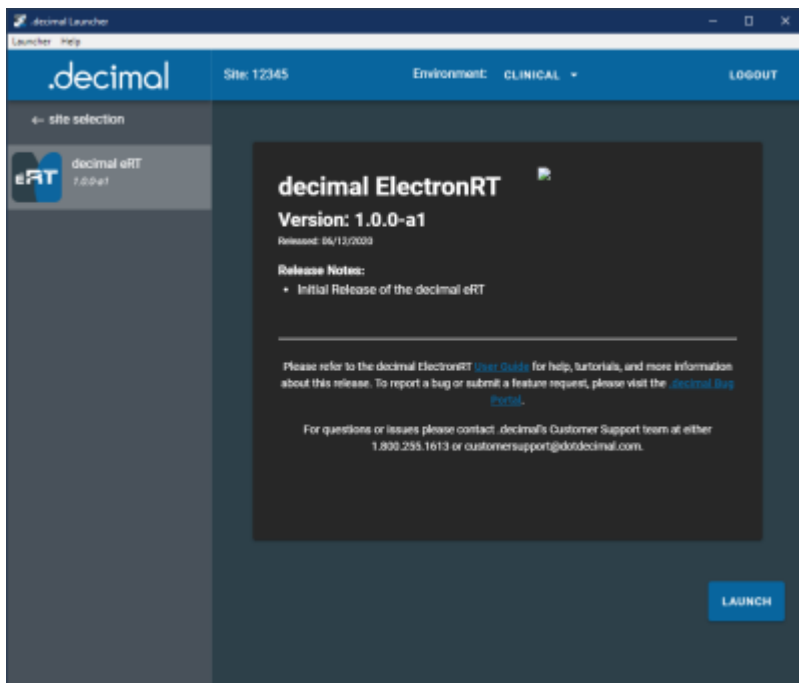 .decimal Launcher
Launcher Help
.decimal
Site: 12345
Environment: CLINICAL
LOGOUT
← site selection
eRT
decimal eRT
1.0.0-a1
decimal ElectronRT
Version: 1.0.0-a1
Released: 06/12/2020
Release Notes:
• Initial Release of the decimal eRT
Please refer to the decimal ElectronRT User Guide for help, turtorials, and more information
about this release. To report a bug or submit a feature request, please visit the .decimal Bug
Portal.
For questions or issues please contact .decimal's Customer Support team at either
1.800.255.1613 or customersupport@dotdecimal.com.
LAUNCH